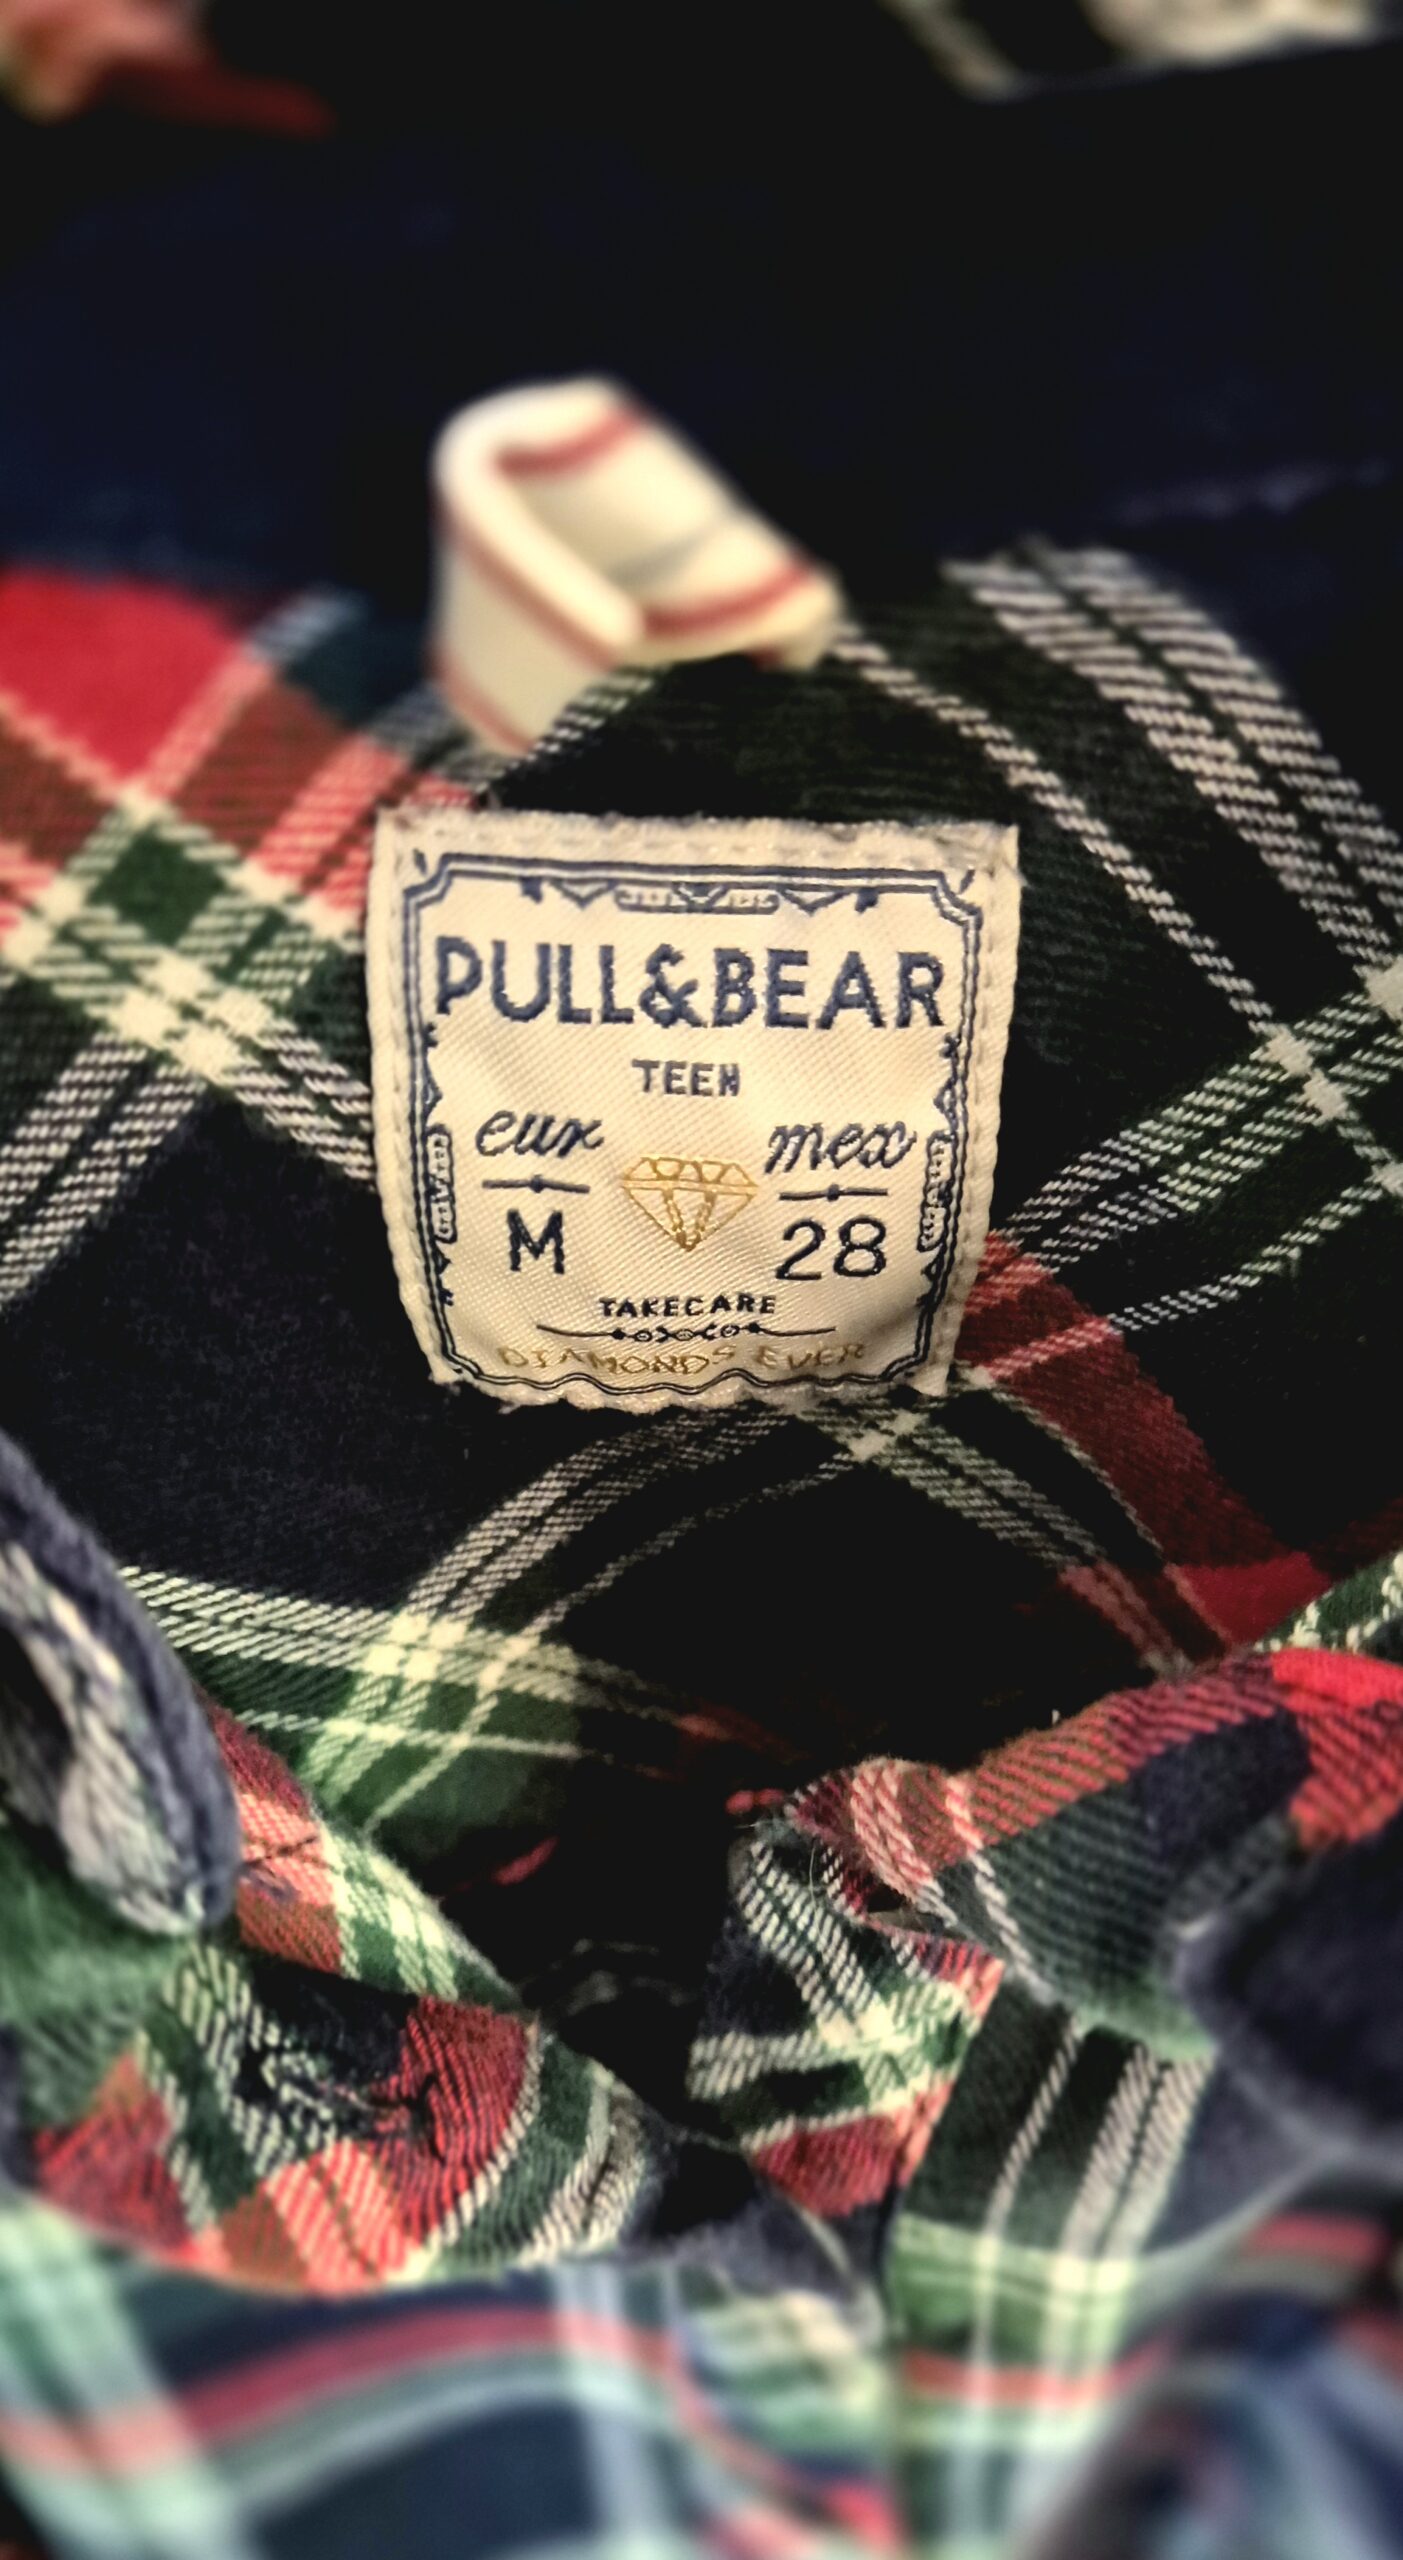 PULL&BEAR
TEEN
eur mex
M 28
TAKECARE
DIAMONDS EVER